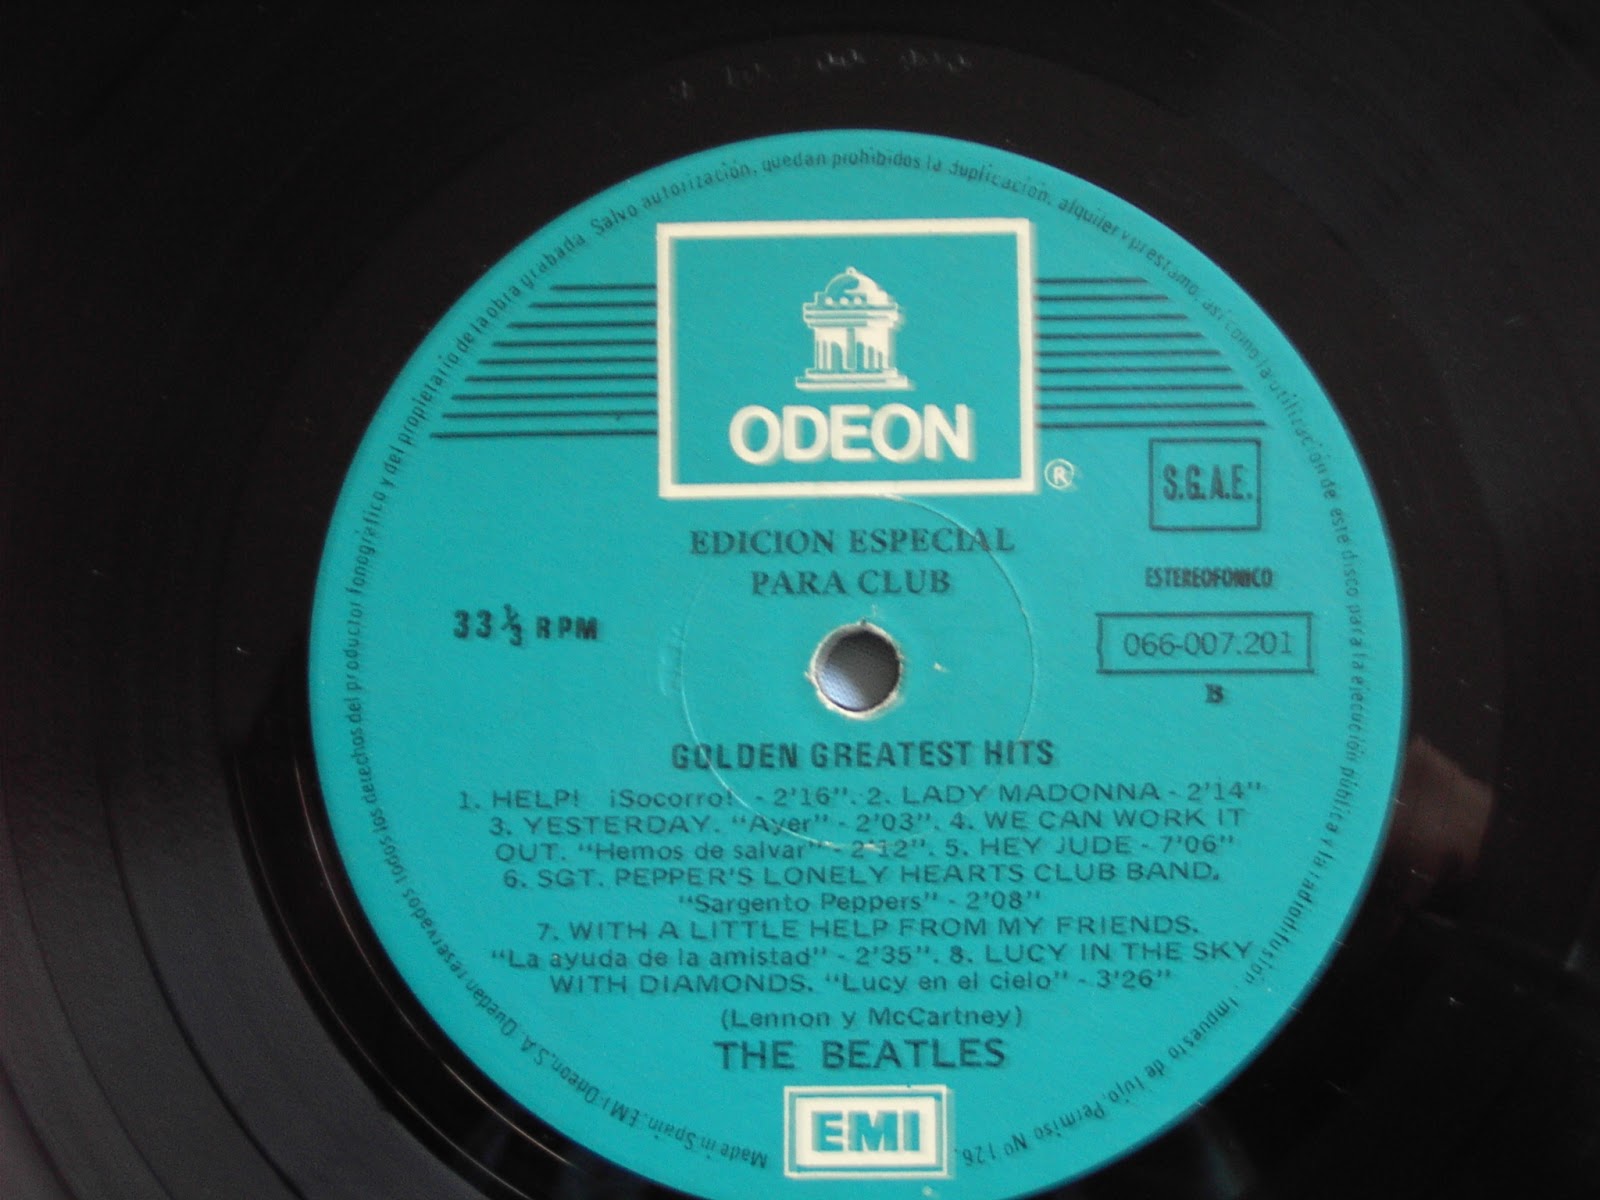 Salvo autorización, quedan prohibidos la duplicación, alquiler y préstamo, así como la utilización de este disco para la ejecución pública y la radiodifusión. Impuesto de lujo, Permiso Nº 126.
Made in Spain. EMI-Odeon, S.A. Quedan reservados todos los derechos del productor fonográfico y del propietario de la obra grabada.
ODEON
®
S.G.A.E.
EDICION ESPECIAL
PARA CLUB
ESTEREOFONICO
33 1/3 RPM
066-007.201
B
GOLDEN GREATEST HITS
1. HELP! ¡Socorro! - 2'16". 2. LADY MADONNA - 2'14"
3. YESTERDAY. "Ayer" - 2'03". 4. WE CAN WORK IT
OUT. "Hemos de salvar" - 2'12". 5. HEY JUDE - 7'06"
6. SGT. PEPPER'S LONELY HEARTS CLUB BAND.
"Sargento Peppers" - 2'08"
7. WITH A LITTLE HELP FROM MY FRIENDS.
"La ayuda de la amistad" - 2'35". 8. LUCY IN THE SKY
WITH DIAMONDS. "Lucy en el cielo" - 3'26"
(Lennon y McCartney)
THE BEATLES
EMI